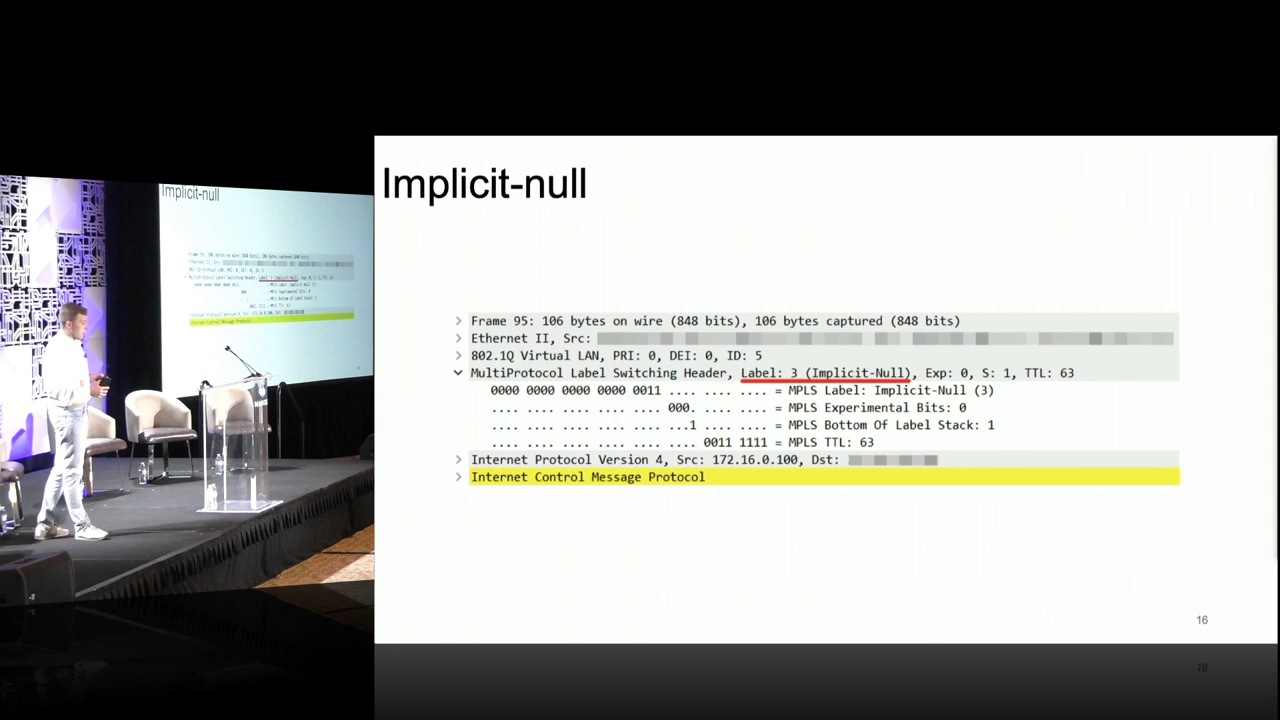 Implicit-null
Implicit-null
Frame 95: 106 bytes on wire (848 bits), 106 bytes captured (848 bits)
Ethernet II, Src:
802.1Q Virtual LAN, PRI: 0, DEI: 0, ID: 5
MultiProtocol Label Switching Header, Label: 3 (Implicit-Null), Exp: 0, S: 1, TTL: 63
0000 0000 0000 0000 0011 .... .... .... = MPLS Label: Implicit-Null (3)
.... .... .... .... .... 000. .... .... = MPLS Experimental Bits: 0
.... .... .... .... .... ...1 .... .... = MPLS Bottom Of Label Stack: 1
.... .... .... .... .... .... 0011 1111 = MPLS TTL: 63
Internet Protocol Version 4, Src: 172.16.0.100, Dst:
Internet Control Message Protocol
16